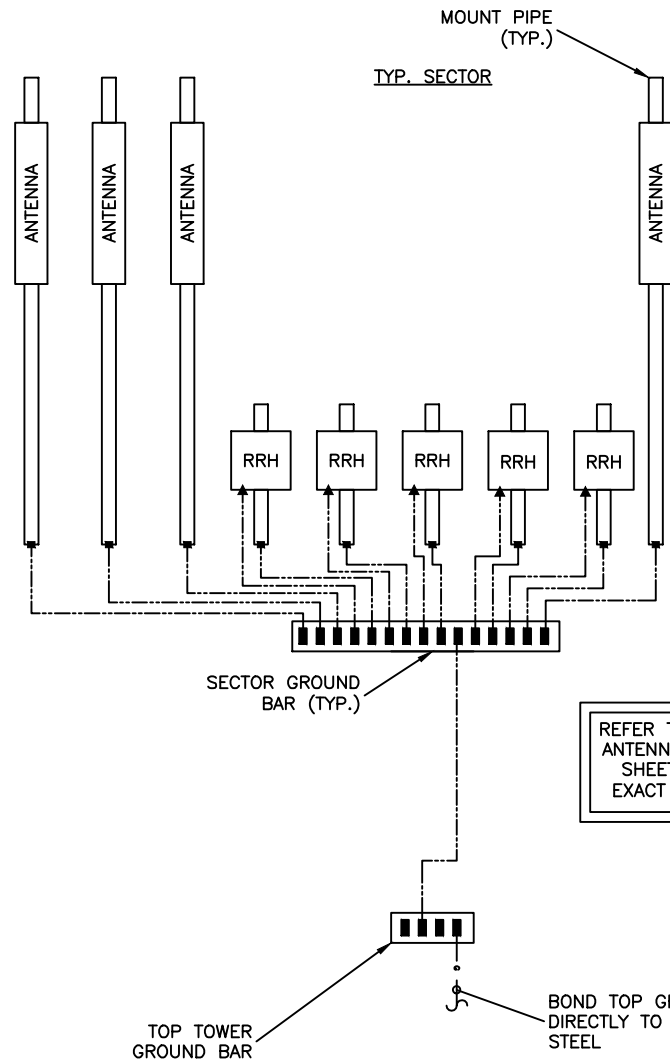 MOUNT PIPE
(TYP.)
TYP. SECTOR
ANTENNA
ANTENNA
ANTENNA
ANTENNA
RRH
RRH
RRH
RRH
RRH
SECTOR GROUND
BAR (TYP.)
REFER
ANTENN
SHEET
EXACT
TOP TOWER
GROUND BAR
BOND TOP
DIRECTLY TO
STEEL